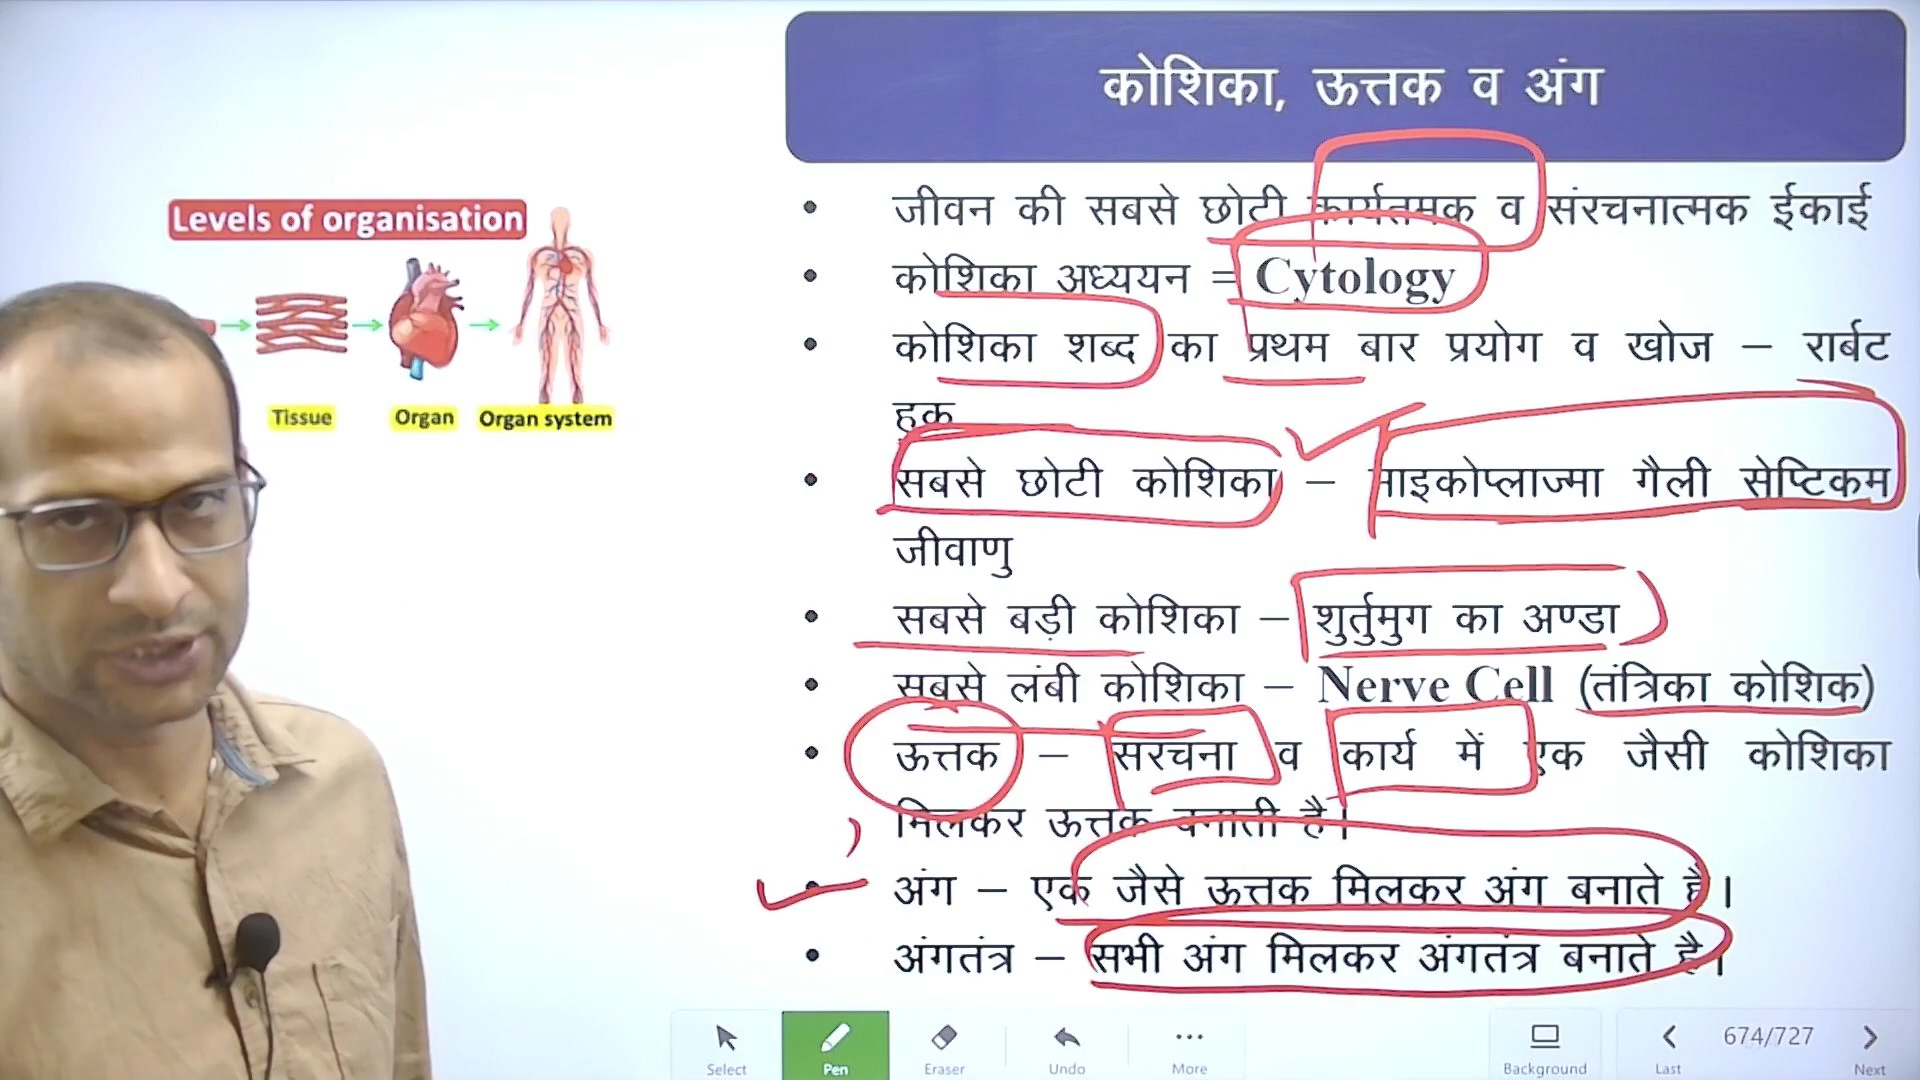 कोशिका, ऊत्तक व अंग
Levels of organisation
Tissue
Organ
Organ system
• जीवन की सबसे छोटी कार्यतमक व संरचनात्मक ईकाई
• कोशिका अध्ययन = Cytology
• कोशिका शब्द का प्रथम बार प्रयोग व खोज – रार्बट
हुक
• सबसे छोटी कोशिका – माइकोप्लाज्मा गैली सेप्टिकम
जीवाणु
• सबसे बड़ी कोशिका – शुर्तुमुग का अण्डा
• सबसे लंबी कोशिका – Nerve Cell (तंत्रिका कोशिक)
• ऊत्तक – सरचना व कार्य में एक जैसी कोशिका
मिलकर ऊत्तक बनाती है।
• अंग – एक जैसे ऊत्तक मिलकर अंग बनाते है।
• अंगतंत्र – सभी अंग मिलकर अंगतंत्र बनाते है।
Select
Pen
Eraser
Undo
More
Background
Last
674/727
Next